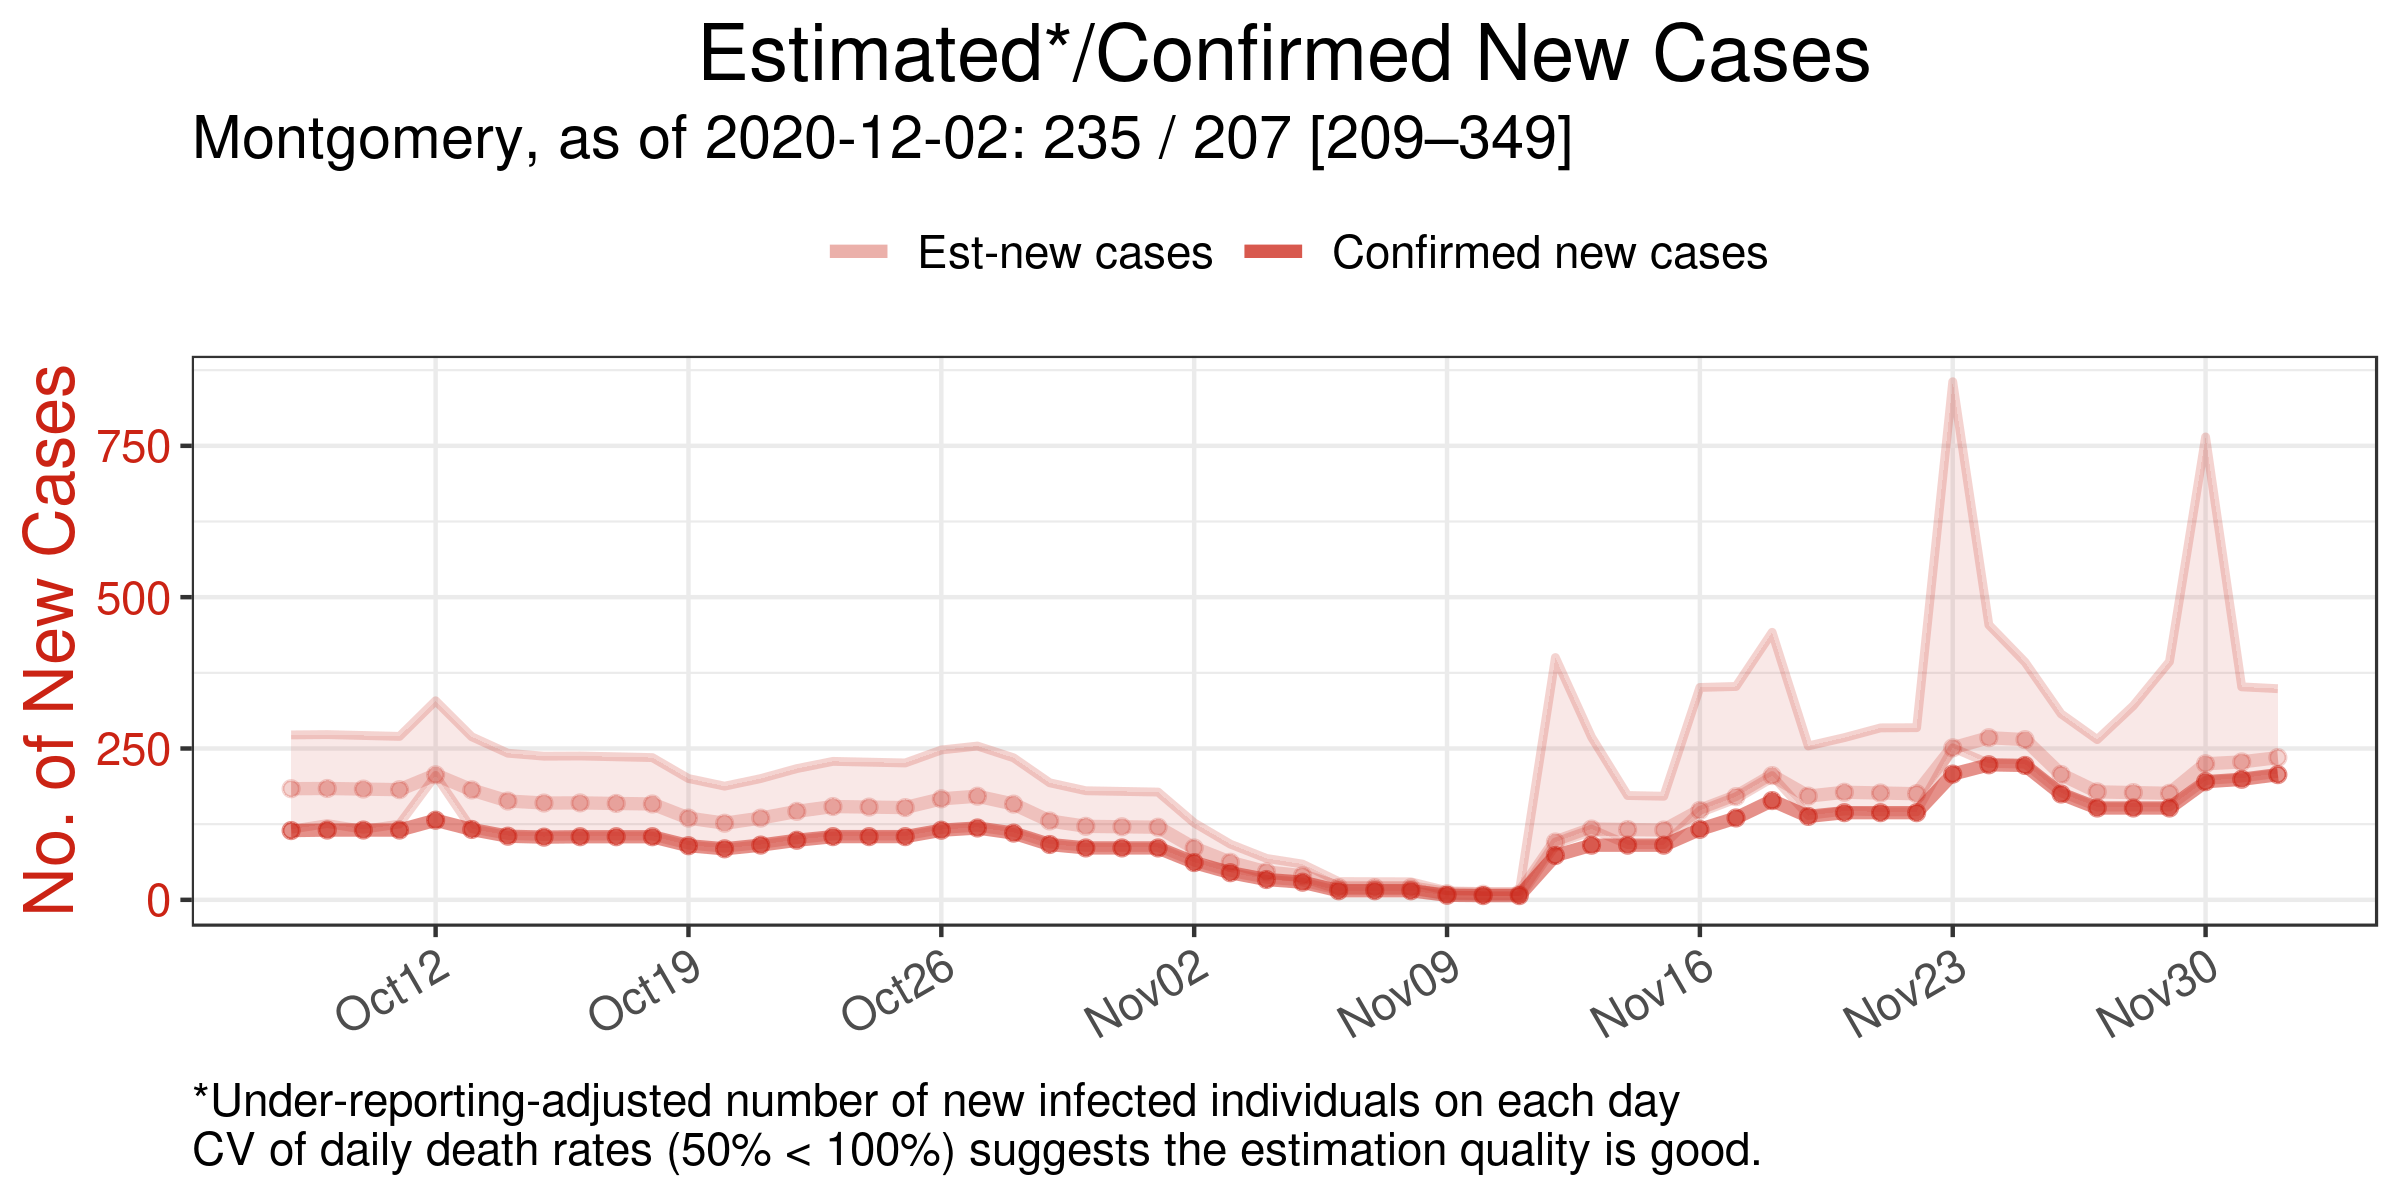 Estimated*/Confirmed New Cases
Montgomery, as of 2020-12-02: 235 / 207 [209–349]
Est-new cases
Confirmed new cases
No. of New Cases
750
500
250
0
Oct12
Oct19
Oct26
Nov02
Nov09
Nov16
Nov23
Nov30
*Under-reporting-adjusted number of new infected individuals on each day
CV of daily death rates (50% < 100%) suggests the estimation quality is good.